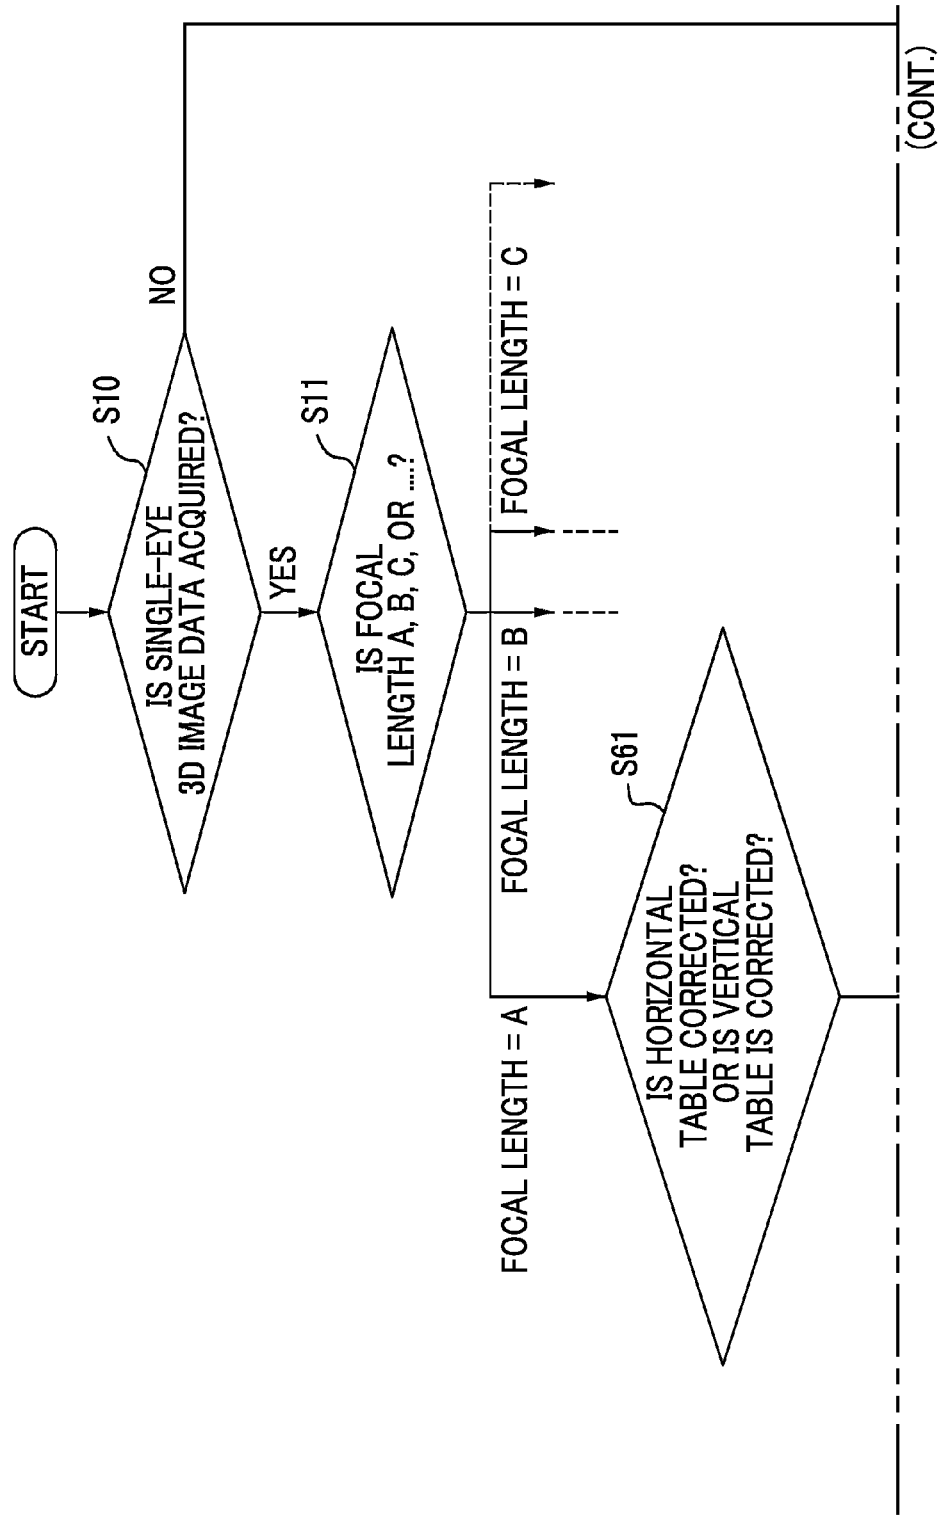 START
S10
IS SINGLE-EYE
3D IMAGE DATA ACQUIRED?
NO
YES
S11
IS FOCAL
LENGTH A, B, C, OR .....?
FOCAL LENGTH = A
FOCAL LENGTH = B
FOCAL LENGTH = C
S61
IS HORIZONTAL
TABLE CORRECTED?
OR IS VERTICAL
TABLE IS CORRECTED?
(CONT.)